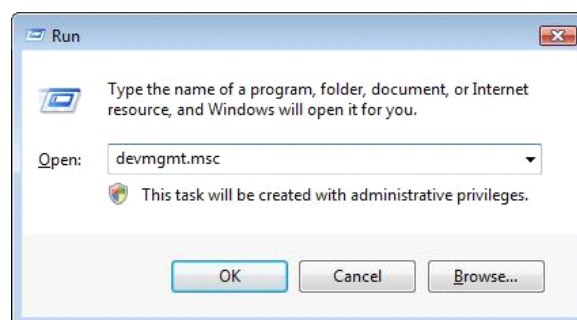 Run
Type the name of a program, folder, document, or Internet
resource, and Windows will open it for you.
Open: devmgmt.msc
This task will be created with administrative privileges.
OK Cancel Browse...